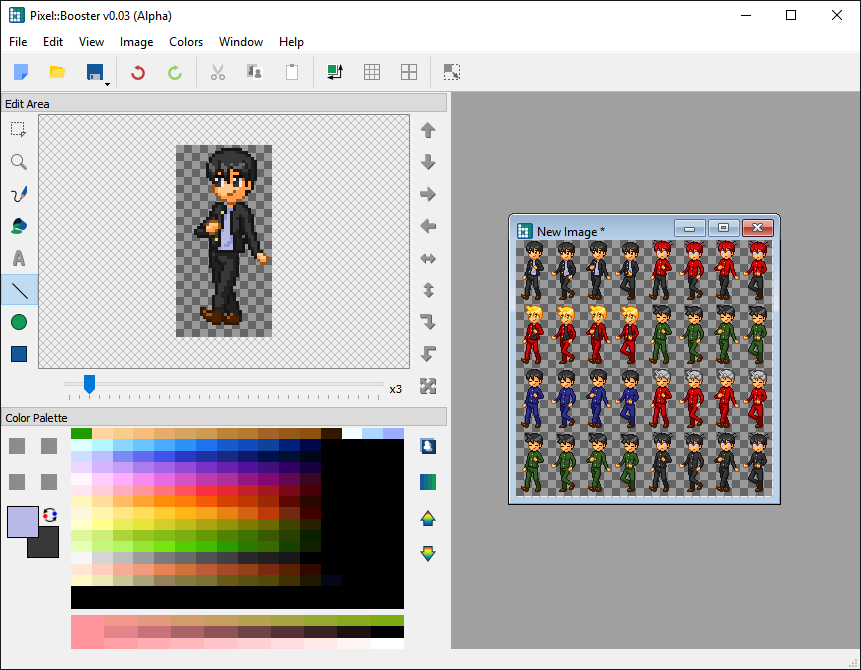 Pixel::Booster v0.03 (Alpha)
File Edit View Image Colors Window Help
Edit Area
A
New Image *
x3
Color Palette